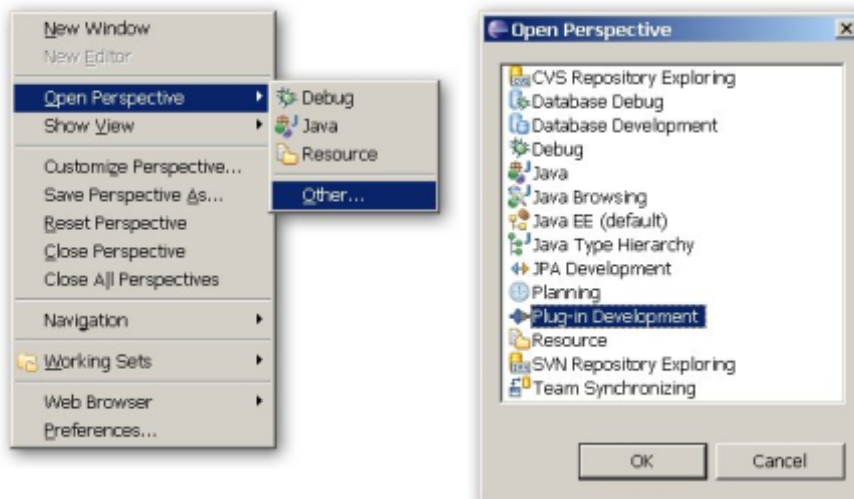 New Window
New Editor
Open Perspective
Show View
Customize Perspective...
Save Perspective As...
Reset Perspective
Close Perspective
Close All Perspectives
Navigation
Working Sets
Web Browser
Preferences...
Debug
Java
Resource
Other...
Open Perspective
CVS Repository Exploring
Database Debug
Database Development
Debug
Java
Java Browsing
Java EE (default)
Java Type Hierarchy
JPA Development
Planning
Plug-in Development
Resource
SVN Repository Exploring
Team Synchronizing
OK Cancel